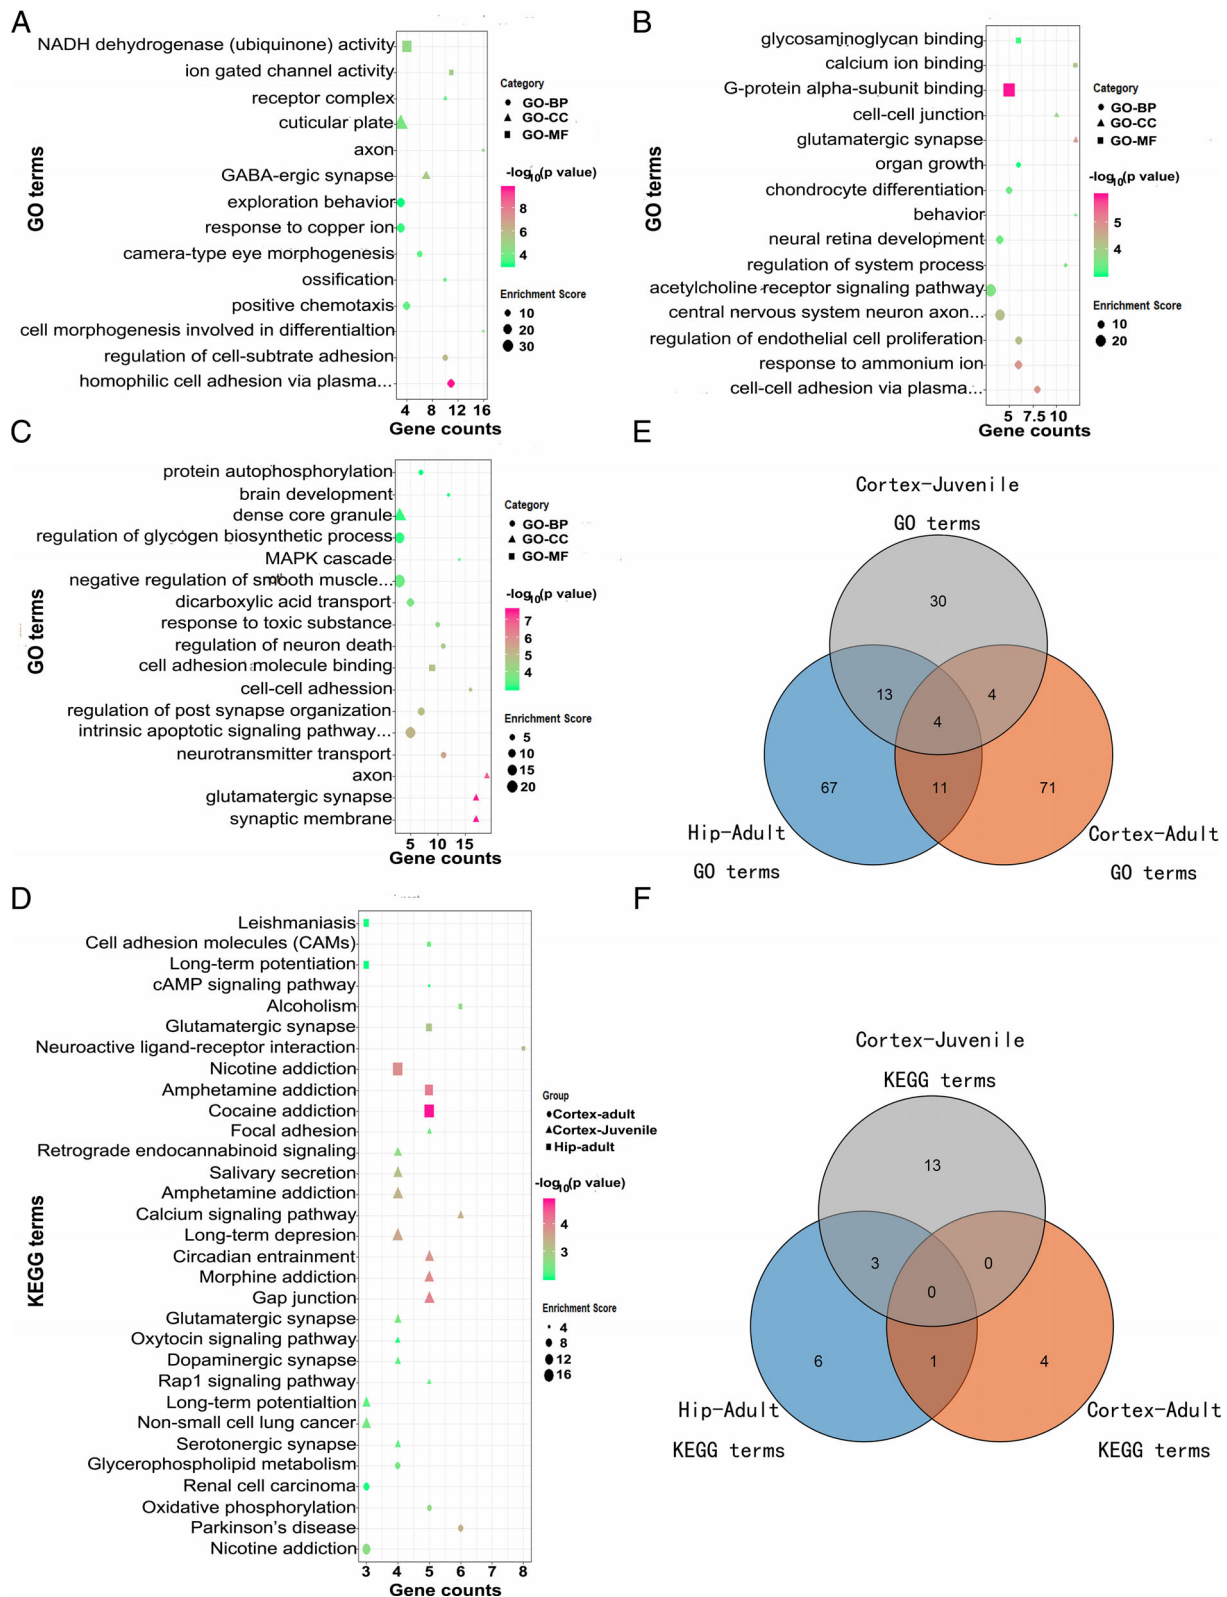 A
NADH dehydrogenase (ubiquinone) activity
ion gated channel activity
receptor complex
cuticular plate
axon
GABA-ergic synapse
exploration behavior
response to copper ion
camera-type eye morphogenesis
ossification
positive chemotaxis
cell morphogenesis involved in differentialtion
regulation of cell-subtrate adhesion
homophilic cell adhesion via plasma...
GO terms
4 8 12 16
Gene counts
Category
GO-BP
GO-CC
GO-MF
-log10(p value)
8
6
4
Enrichment Score
10
20
30
B
glycosaminoglycan binding
calcium ion binding
G-protein alpha-subunit binding
cell-cell junction
glutamatergic synapse
organ growth
chondrocyte differentiation
behavior
neural retina development
regulation of system process
acetylcholine receptor signaling pathway
central nervous system neuron axon...
regulation of endothelial cell proliferation
response to ammonium ion
cell-cell adhesion via plasma...
GO terms
5 7.5 10
Gene counts
Category
GO-BP
GO-CC
GO-MF
-log10(p value)
5
4
Enrichment Score
10
20
C
protein autophosphorylation
brain development
dense core granule
regulation of glycogen biosynthetic process
MAPK cascade
negative regulation of smooth muscle...
dicarboxylic acid transport
response to toxic substance
regulation of neuron death
cell adhesion molecule binding
cell-cell adhession
regulation of post synapse organization
intrinsic apoptotic signaling pathway...
neurotransmitter transport
axon
glutamatergic synapse
synaptic membrane
GO terms
5 10 15
Gene counts
Category
GO-BP
GO-CC
GO-MF
-log10(p value)
7
6
5
4
Enrichment Score
5
10
15
20
E
Cortex-Juvenile
GO terms
30
13
4
4
67
11
71
Hip-Adult
GO terms
Cortex-Adult
GO terms
D
Leishmaniasis
Cell adhesion molecules (CAMs)
Long-term potentiation
cAMP signaling pathway
Alcoholism
Glutamatergic synapse
Neuroactive ligand-receptor interaction
Nicotine addiction
Amphetamine addiction
Cocaine addiction
Focal adhesion
Retrograde endocannabinoid signaling
Salivary secretion
Amphetamine addiction
Calcium signaling pathway
Long-term depresion
Circadian entrainment
Morphine addiction
Gap junction
Glutamatergic synapse
Oxytocin signaling pathway
Dopaminergic synapse
Rap1 signaling pathway
Long-term potentialtion
Non-small cell lung cancer
Serotonergic synapse
Glycerophospholipid metabolism
Renal cell carcinoma
Oxidative phosphorylation
Parkinson's disease
Nicotine addiction
KEGG terms
3 4 5 6 7 8
Gene counts
Group
Cortex-adult
Cortex-Juvenile
Hip-adult
-log10(p value)
4
3
Enrichment Score
4
8
12
16
F
Cortex-Juvenile
KEGG terms
13
3
0
0
6
1
4
Hip-Adult
KEGG terms
Cortex-Adult
KEGG terms